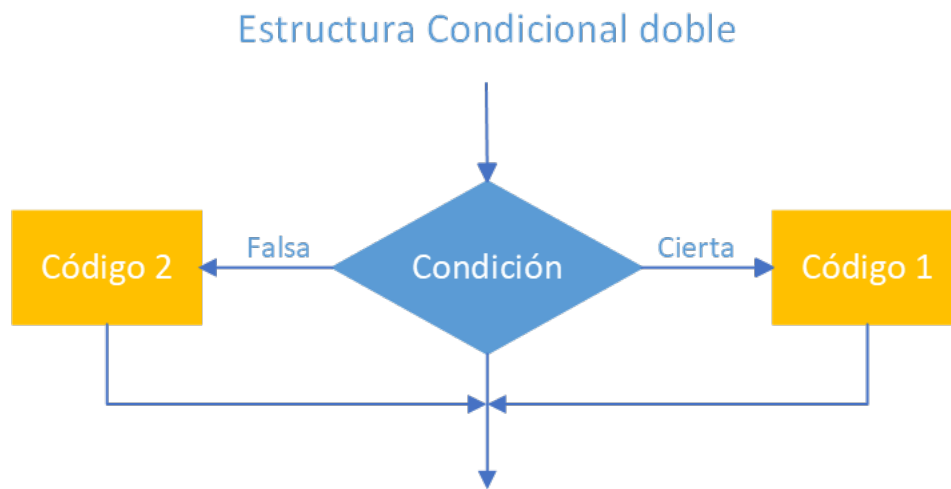 Estructura Condicional doble
Código 2
Falsa
Condición
Cierta
Código 1